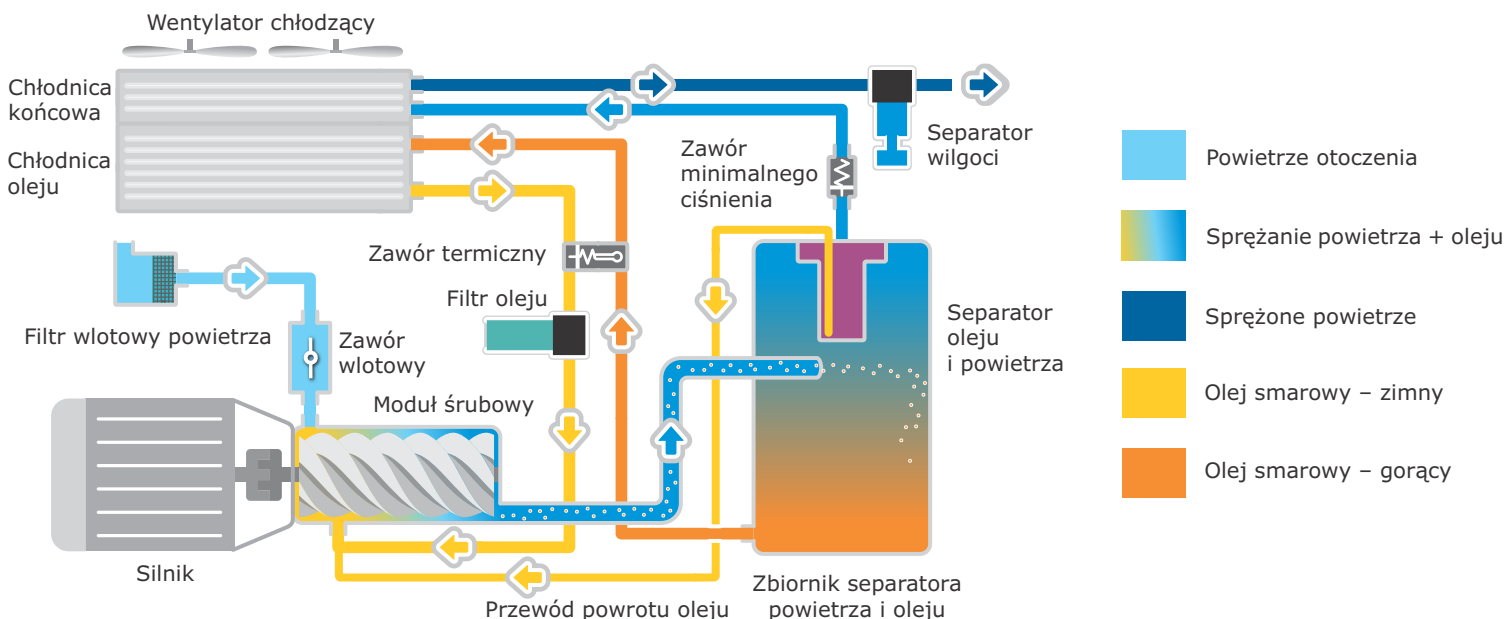 Wentylator chłodzący
Chłodnica
końcowa
Chłodnica
oleju
Separator
wilgoci
Zawór
minimalnego
ciśnienia
Zawór termiczny
Filtr oleju
Filtr wlotowy powietrza
Zawór
wlotowy
Moduł śrubowy
Separator
oleju
i powietrza
Silnik
Przewód powrotu oleju
Zbiornik separatora
powietrza i oleju
Powietrze otoczenia
Sprężanie powietrza + oleju
Sprężone powietrze
Olej smarowy – zimny
Olej smarowy – gorący